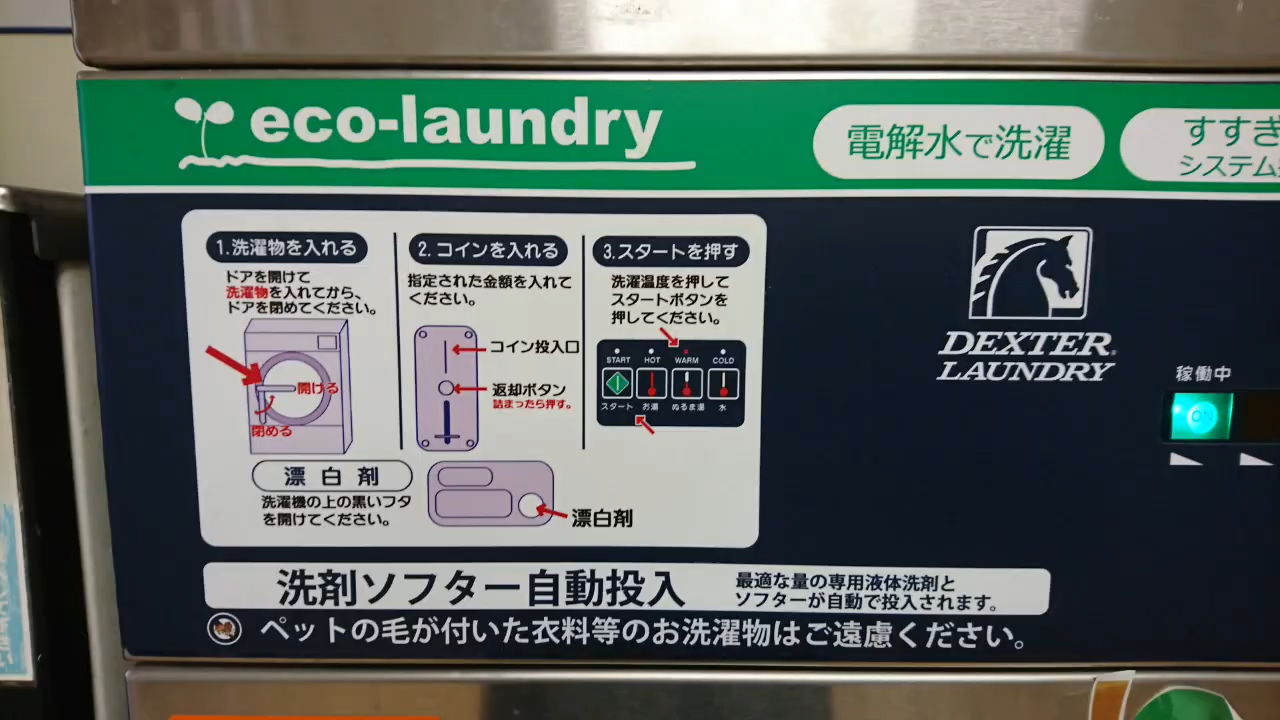 eco-laundry
電解水で洗濯
すすぎ
システム
1.洗濯物を入れる
ドアを開けて
洗濯物を入れてから、
ドアを閉めてください。
開ける
閉める
2.コインを入れる
指定された金額を入れて
ください。
コイン投入口
返却ボタン
詰まったら押す。
3.スタートを押す
洗濯温度を押して
スタートボタンを
押してください。
START HOT WARM COLD
スタート お湯 ぬるま湯 水
漂白剤
洗濯機の上の黒いフタ
を開けてください。
漂白剤
DEXTER
LAUNDRY
稼働中
ON
洗剤ソフター自動投入
最適な量の専用液体洗剤と
ソフターが自動で投入されます。
ペットの毛が付いた衣料等のお洗濯物はご遠慮ください。